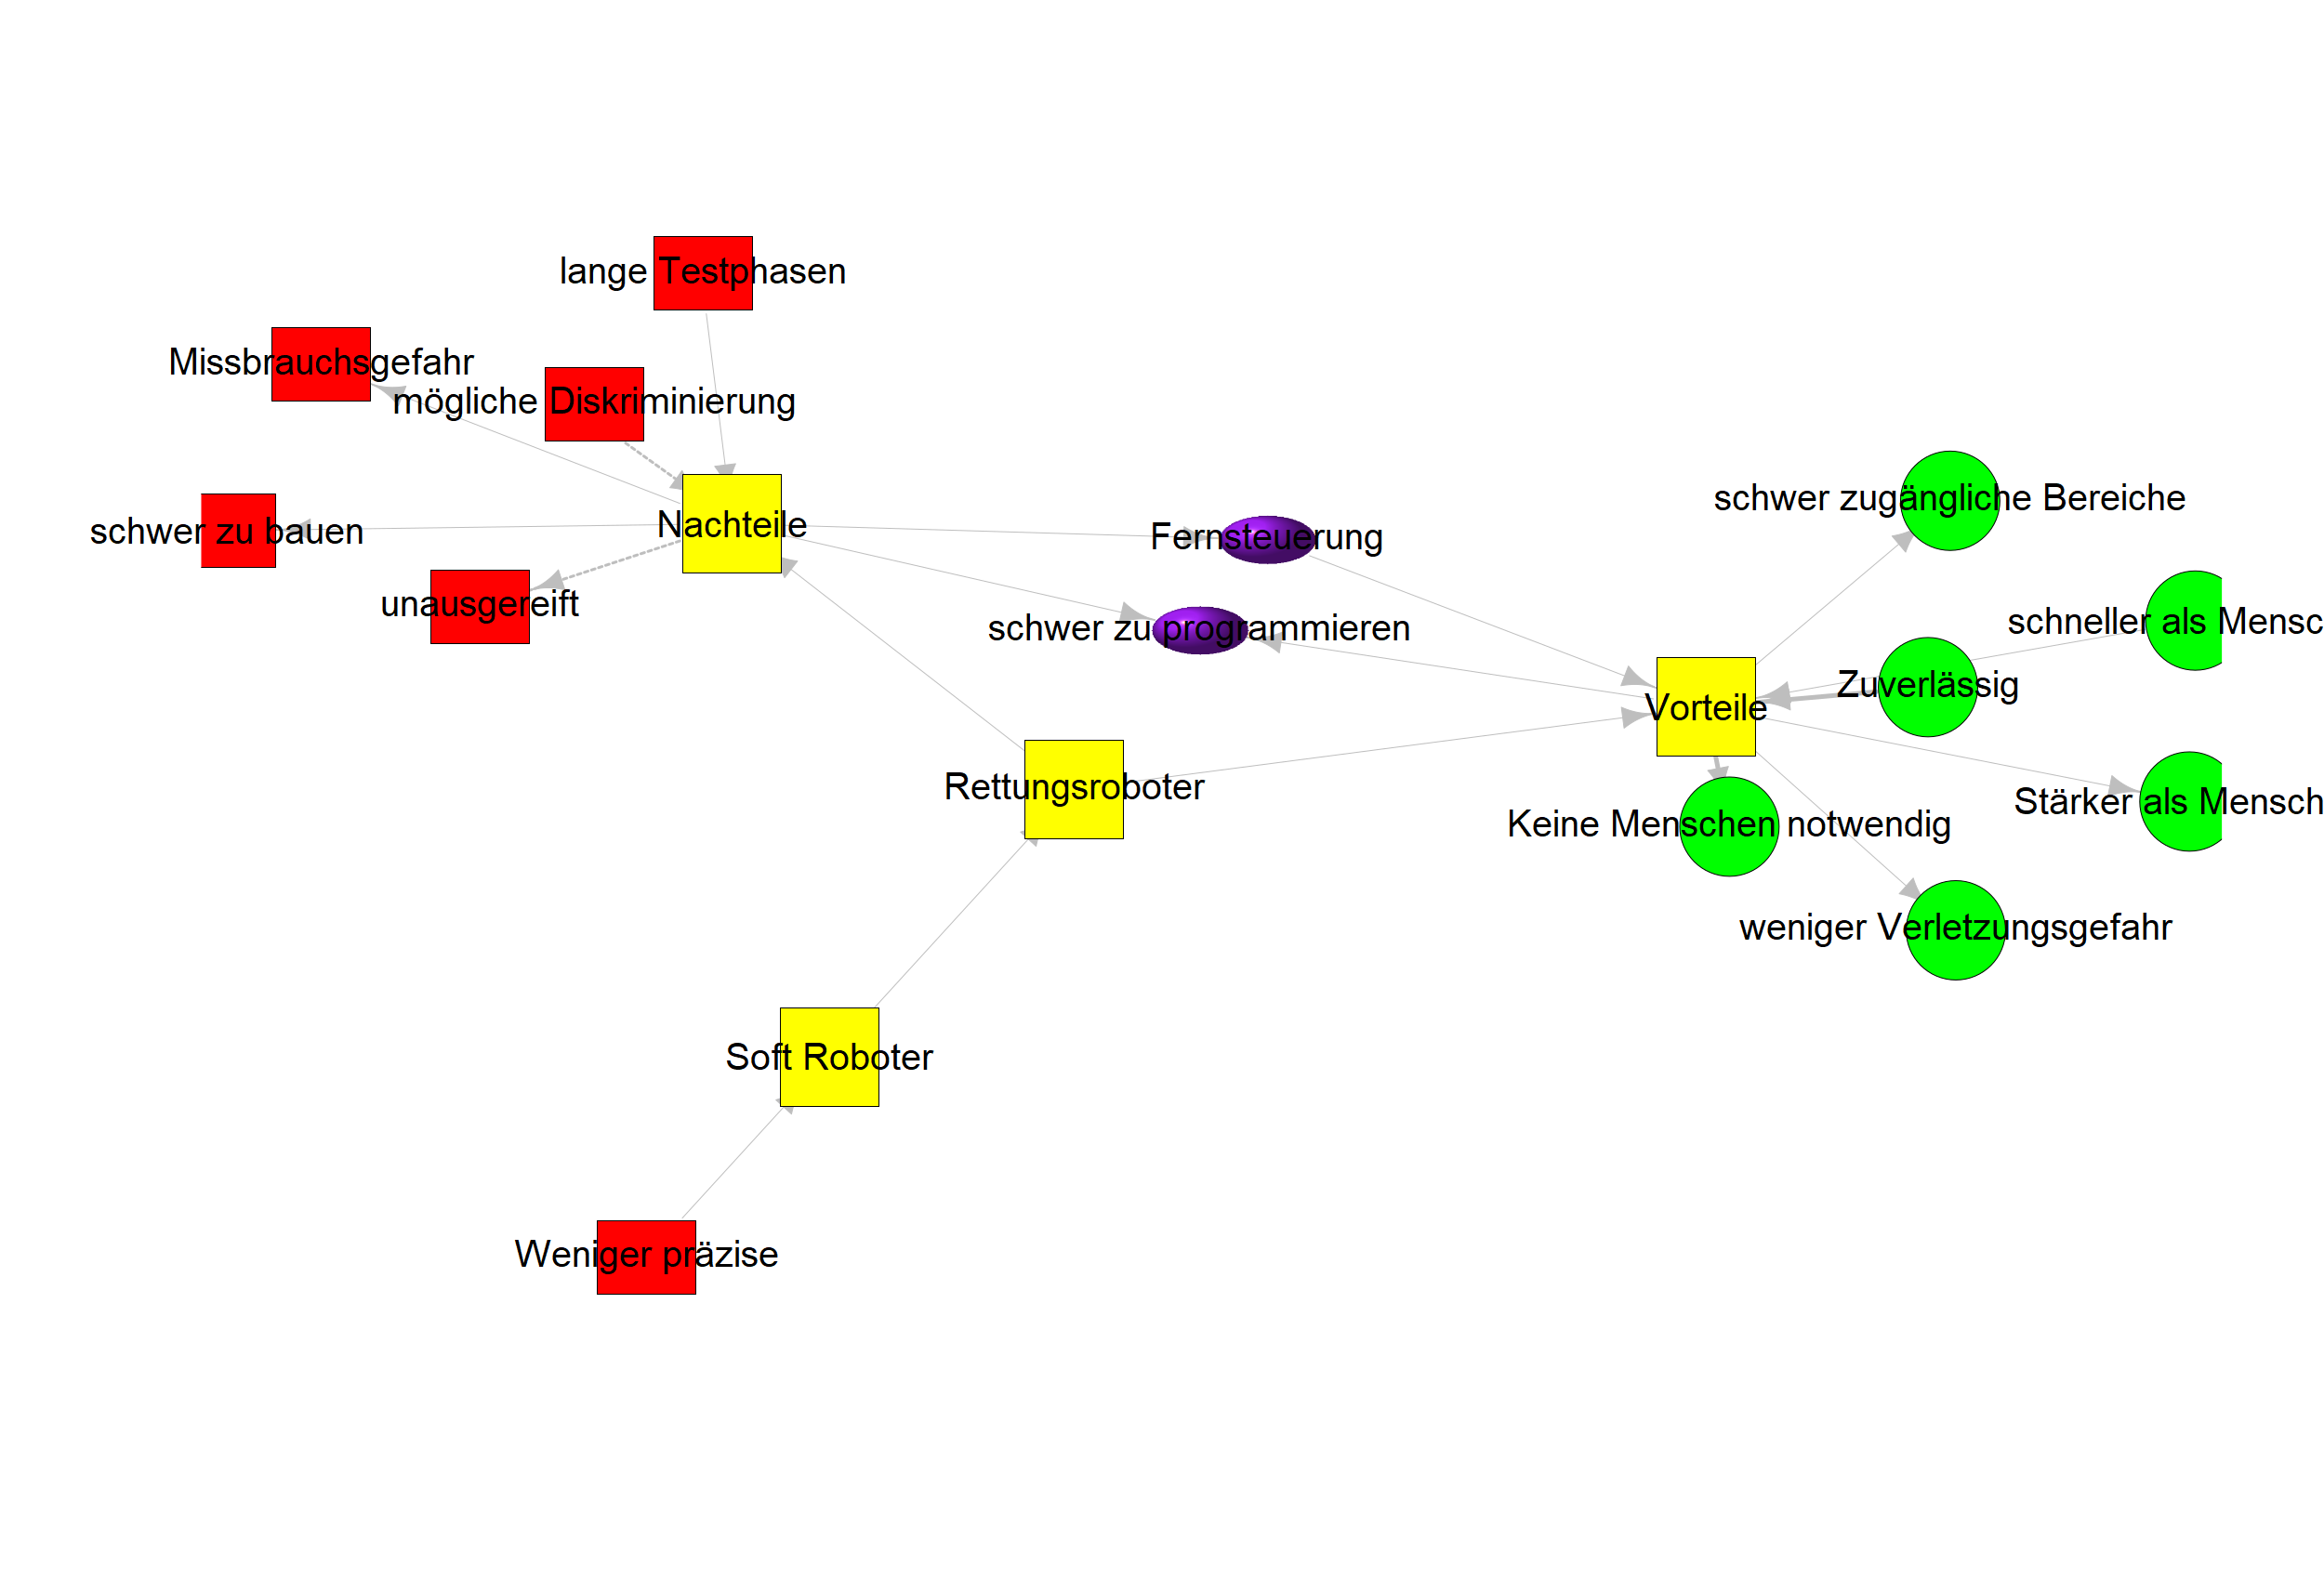 lange Testphasen
Missbrauchsgefahr
mögliche Diskriminierung
schwer zu bauen
Nachteile
unausgereift
Fernsteuerung
schwer zu programmieren
schwer zugängliche Bereiche
schneller als Mensc
Zuverlässig
Vorteile
Rettungsroboter
Stärker als Mensch
Keine Menschen notwendig
weniger Verletzungsgefahr
Soft Roboter
Weniger präzise